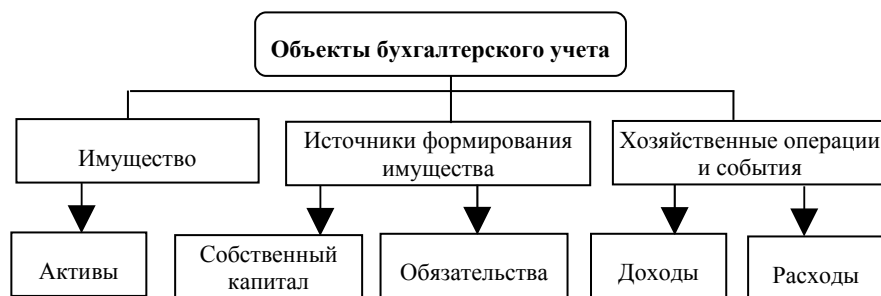 Объекты бухгалтерского учета
Имущество
Источники формирования
имущества
Хозяйственные операции
и события
Активы
Собственный
капитал
Обязательства
Доходы
Расходы